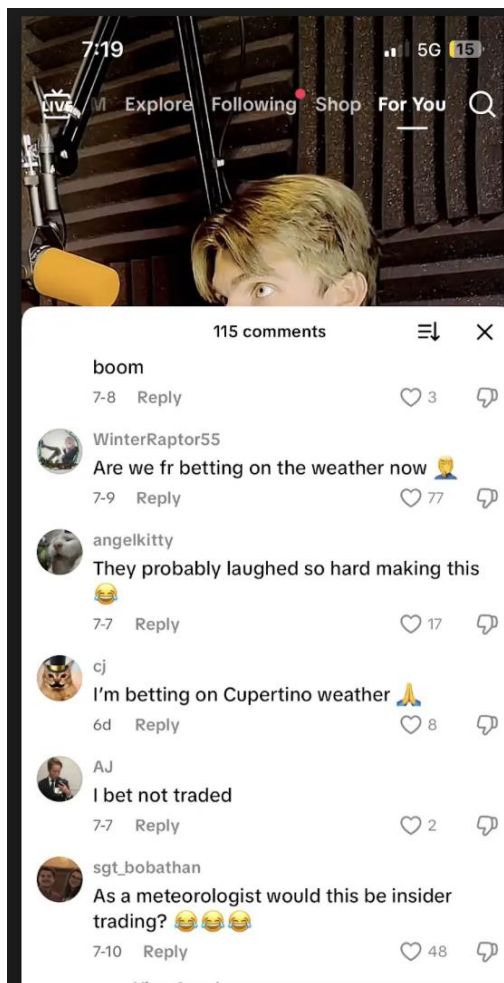 7:19
5G 15
LIVE M Explore Following Shop For You
115 comments
boom
7-8 Reply 3
WinterRaptor55
Are we fr betting on the weather now 🤦‍♂️
7-9 Reply 77
angelkitty
They probably laughed so hard making this
😂
7-7 Reply 17
cj
I'm betting on Cupertino weather 🙏
6d Reply 8
AJ
I bet not traded
7-7 Reply 2
sgt_bobathan
As a meteorologist would this be insider
trading? 😂😂😂
7-10 Reply 48